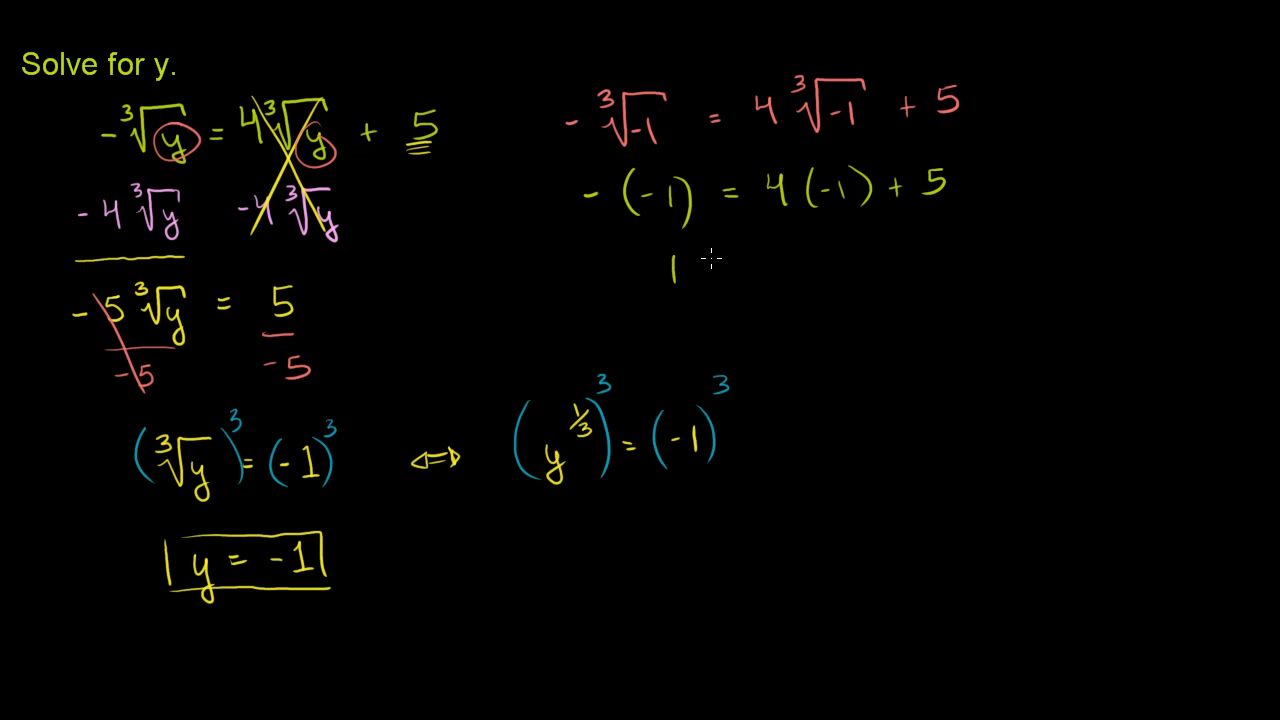 Solve for y.
-∛y = 4∛y + 5
-4∛y -4∛y
-5∛y = 5
-5 -5
(∛y)³ = (-1)³ ⇔ (y^(1/3))³ = (-1)³
y = -1
-∛-1 = 4∛-1 + 5
-(-1) = 4(-1) + 5
1